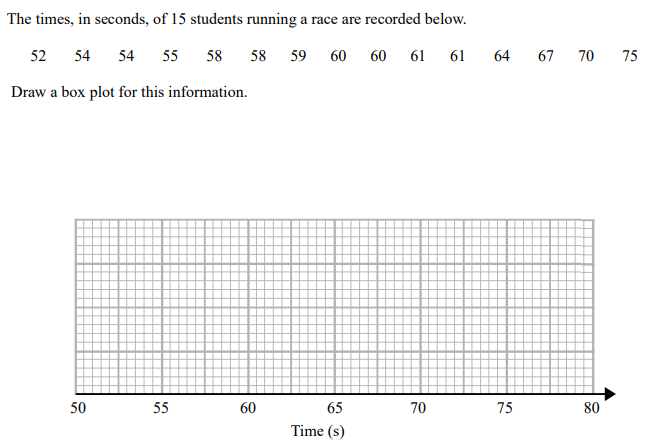 The times, in seconds, of 15 students running a race are recorded below.
52 54 54 55 58 58 59 60 60 61 61 64 67 70 75
Draw a box plot for this information.
50 55 60 65 70 75 80
Time (s)